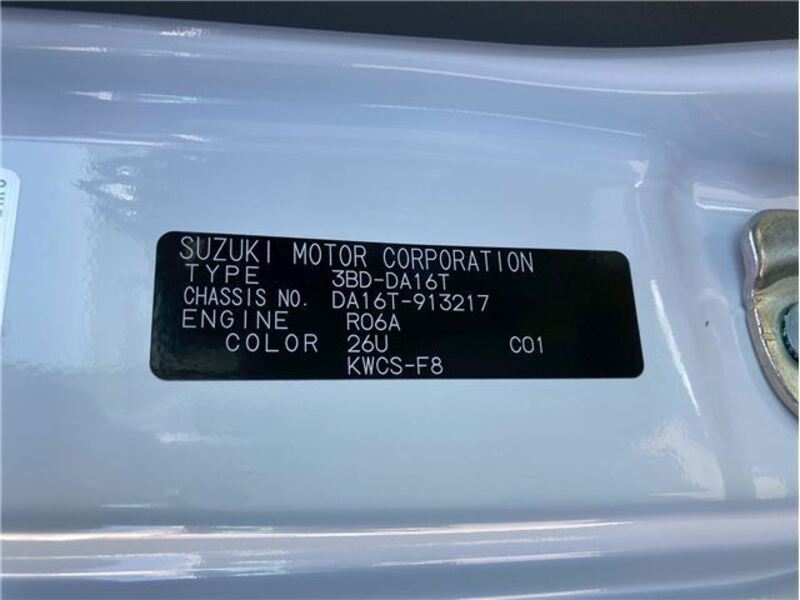 SUZUKI MOTOR CORPORATION
TYPE 3BD-DA16T
CHASSIS NO. DA16T-913217
ENGINE R06A
COLOR 26U C01
KWCS-F8